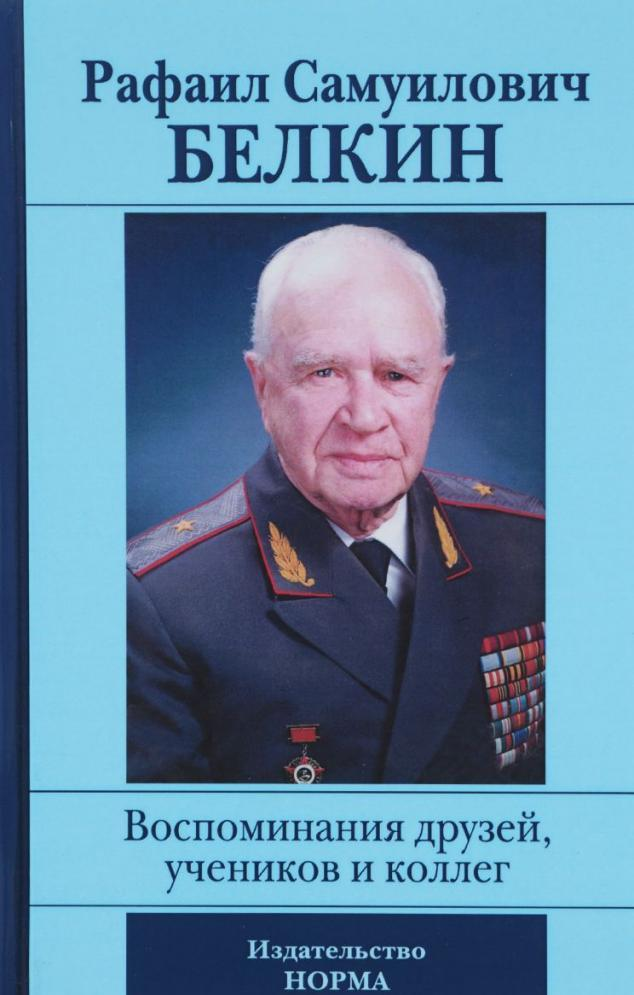 Рафаил Самуилович
БЕЛКИН
Воспоминания друзей,
учеников и коллег
Издательство
НОРМА